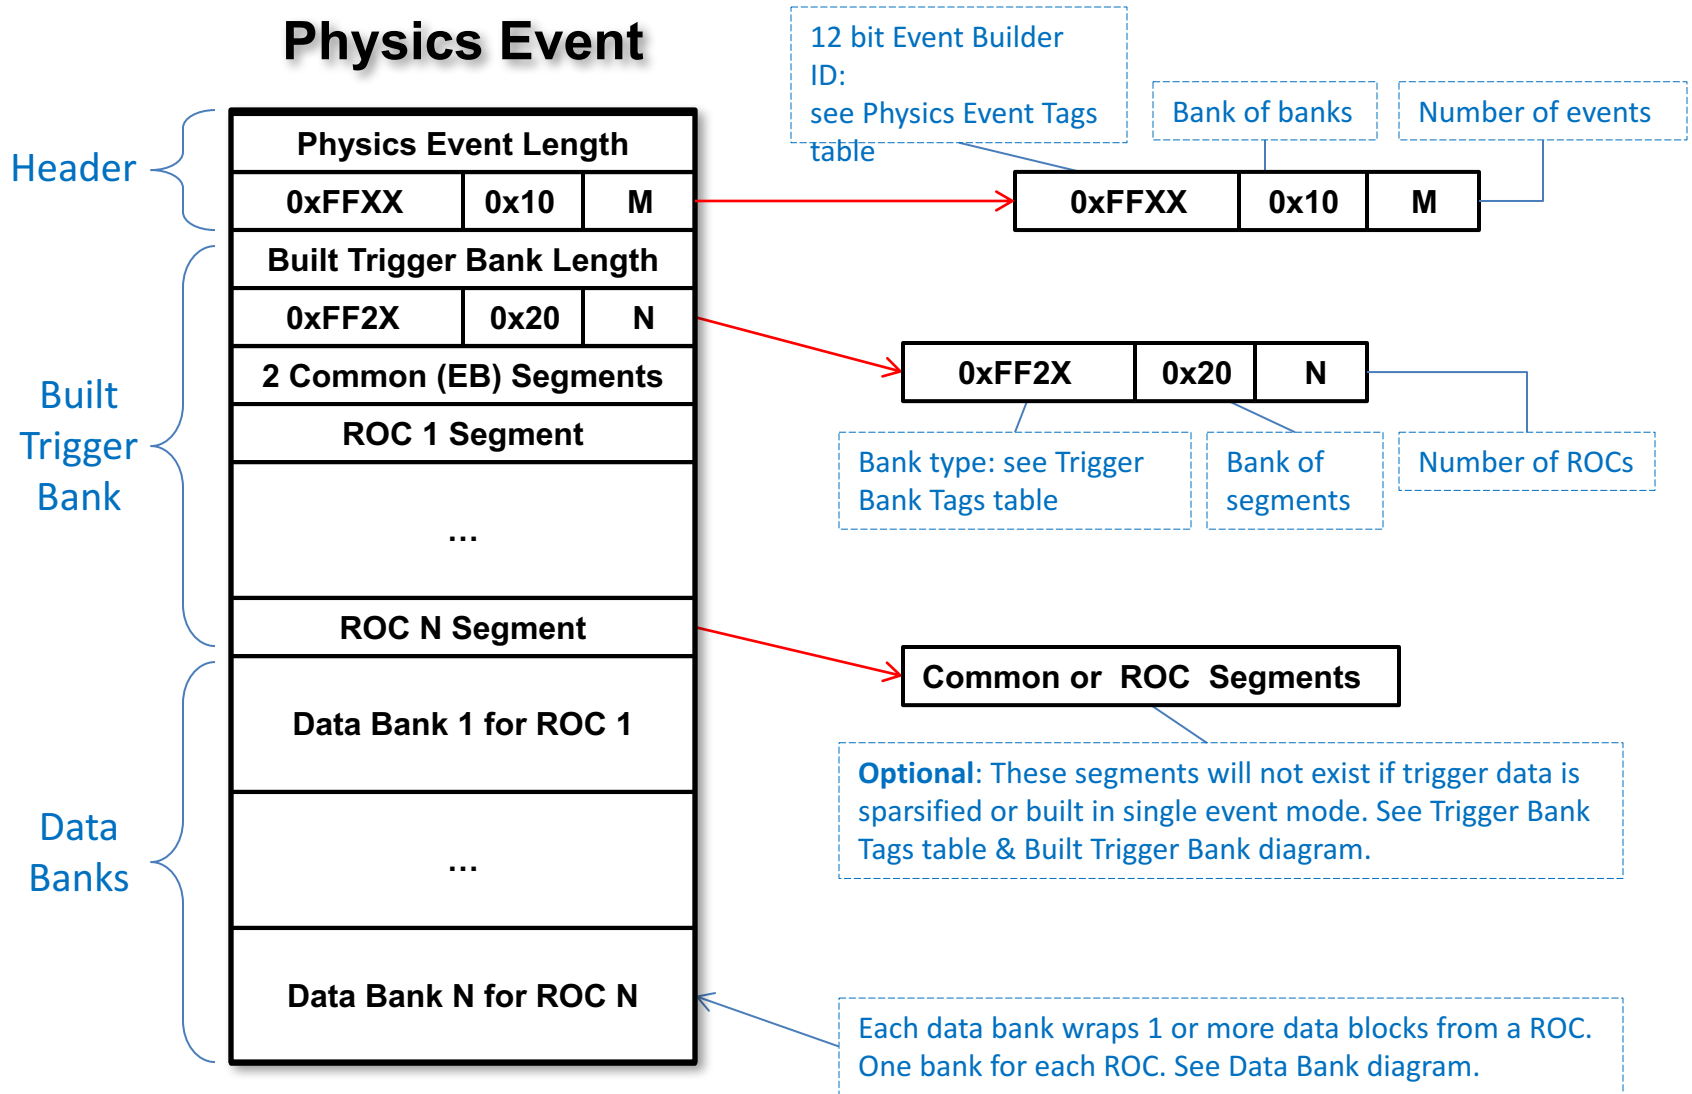 Physics Event
Header
Physics Event Length
0xFFXX 0x10 M
Built
Trigger
Bank
Built Trigger Bank Length
0xFF2X 0x20 N
2 Common (EB) Segments
ROC 1 Segment
...
ROC N Segment
Data
Banks
Data Bank 1 for ROC 1
...
Data Bank N for ROC N
12 bit Event Builder
ID:
see Physics Event Tags
table
Bank of banks
Number of events
0xFFXX 0x10 M
0xFF2X 0x20 N
Bank type: see Trigger
Bank Tags table
Bank of
segments
Number of ROCs
Common or ROC Segments
Optional: These segments will not exist if trigger data is
sparsified or built in single event mode. See Trigger Bank
Tags table & Built Trigger Bank diagram.
Each data bank wraps 1 or more data blocks from a ROC.
One bank for each ROC. See Data Bank diagram.